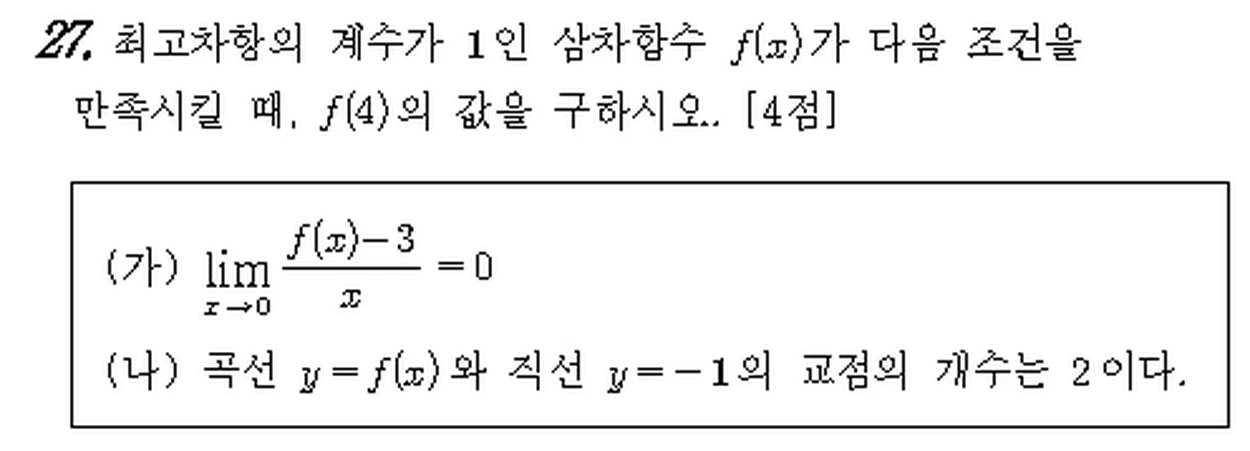 27. 최고차항의 계수가 1인 삼차함수 f(x)가 다음 조건을
만족시킬 때, f(4)의 값을 구하시오.. [4점]
(가) lim_{x→0} (f(x)−3)/x = 0
(나) 곡선 y=f(x)와 직선 y=−1의 교점의 개수는 2이다.